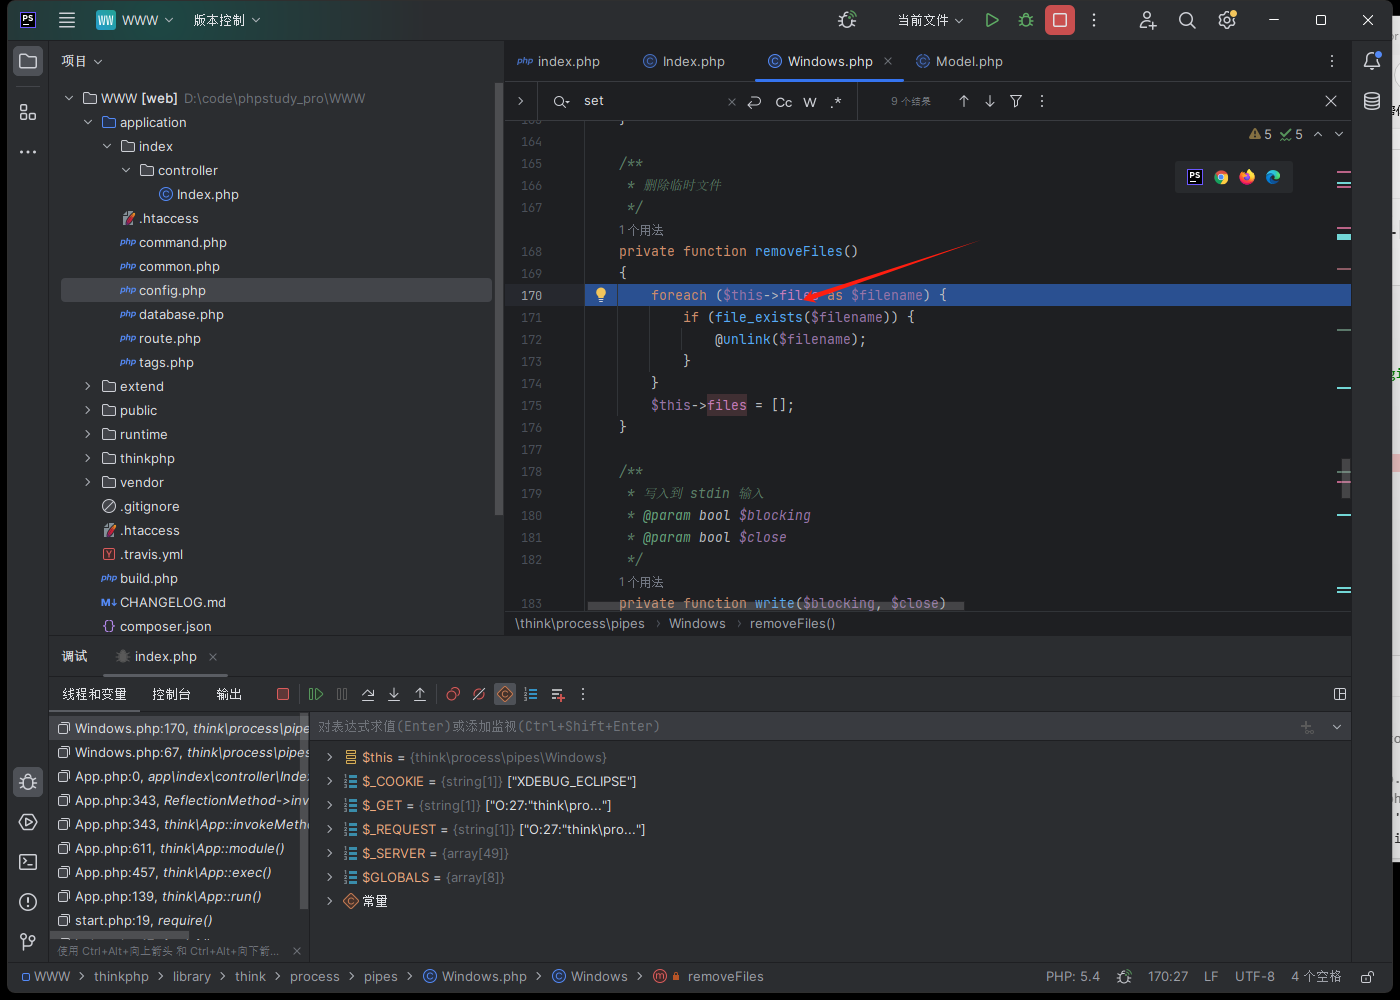 PS
WW WWW
版本控制
当前文件
项目
WWW [web] D:\code\phpstudy_pro\WWW
application
index
controller
Index.php
.htaccess
command.php
common.php
config.php
database.php
route.php
tags.php
extend
public
runtime
thinkphp
vendor
.gitignore
.htaccess
.travis.yml
build.php
CHANGELOG.md
composer.json
index.php
Index.php
Windows.php
Model.php
set
Cc W .*
9 个结果
5 5
164
165 /**
166 * 删除临时文件
167 */
1 个用法
168 private function removeFiles()
169 {
170 foreach ($this->files as $filename) {
171 if (file_exists($filename)) {
172 @unlink($filename);
173 }
174 }
175 $this->files = [];
176 }
177
178 /**
179 * 写入到 stdin 输入
180 * @param bool $blocking
181 * @param bool $close
182 */
1 个用法
183 private function write($blocking, $close)
\think\process\pipes › Windows › removeFiles()
调试 index.php
线程和变量 控制台 输出
Windows.php:170, think\process\pipe
Windows.php:67, think\process\pipes
App.php:0, app\index\controller\Inde
App.php:343, ReflectionMethod->inv
App.php:343, think\App::invokeMeth
App.php:611, think\App::module()
App.php:457, think\App::exec()
App.php:139, think\App::run()
start.php:19, require()
使用 Ctrl+Alt+向上箭头 和 Ctrl+Alt+向下箭...
对表达式求值(Enter)或添加监视(Ctrl+Shift+Enter)
$this = {think\process\pipes\Windows}
$_COOKIE = {string[1]} ["XDEBUG_ECLIPSE"]
$_GET = {string[1]} ["O:27:"think\pro..."]
$_REQUEST = {string[1]} ["O:27:"think\pro..."]
$_SERVER = {array[49]}
$GLOBALS = {array[8]}
常量
WWW › thinkphp › library › think › process › pipes › Windows.php › Windows › removeFiles
PHP: 5.4 170:27 LF UTF-8 4 个空格